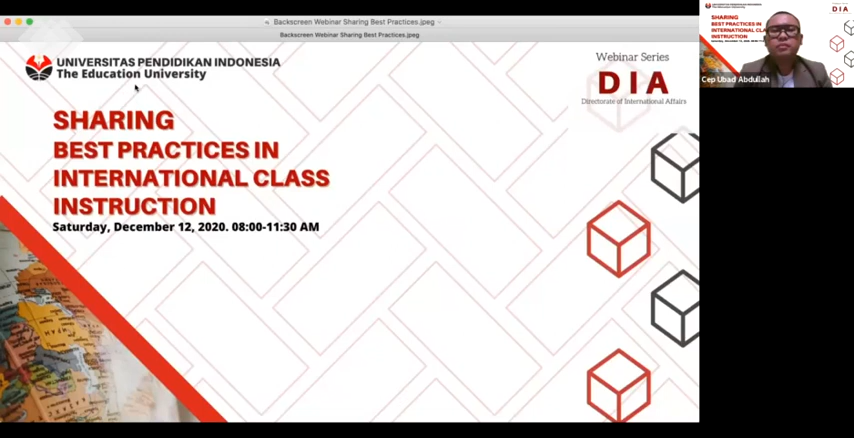 Backscreen Webinar Sharing Best Practices.jpeg
Backscreen Webinar Sharing Best Practices.jpeg
UNIVERSITAS PENDIDIKAN INDONESIA
The Education University
Webinar Series
DIA
Directorate of International Affairs
SHARING
BEST PRACTICES IN
INTERNATIONAL CLASS
INSTRUCTION
Saturday, December 12, 2020. 08:00-11:30 AM
DIA
SHARING
BEST PRACTICES IN
INTERNATIONAL CLASS
INSTRUCTION
Cep Ubad Abdullah